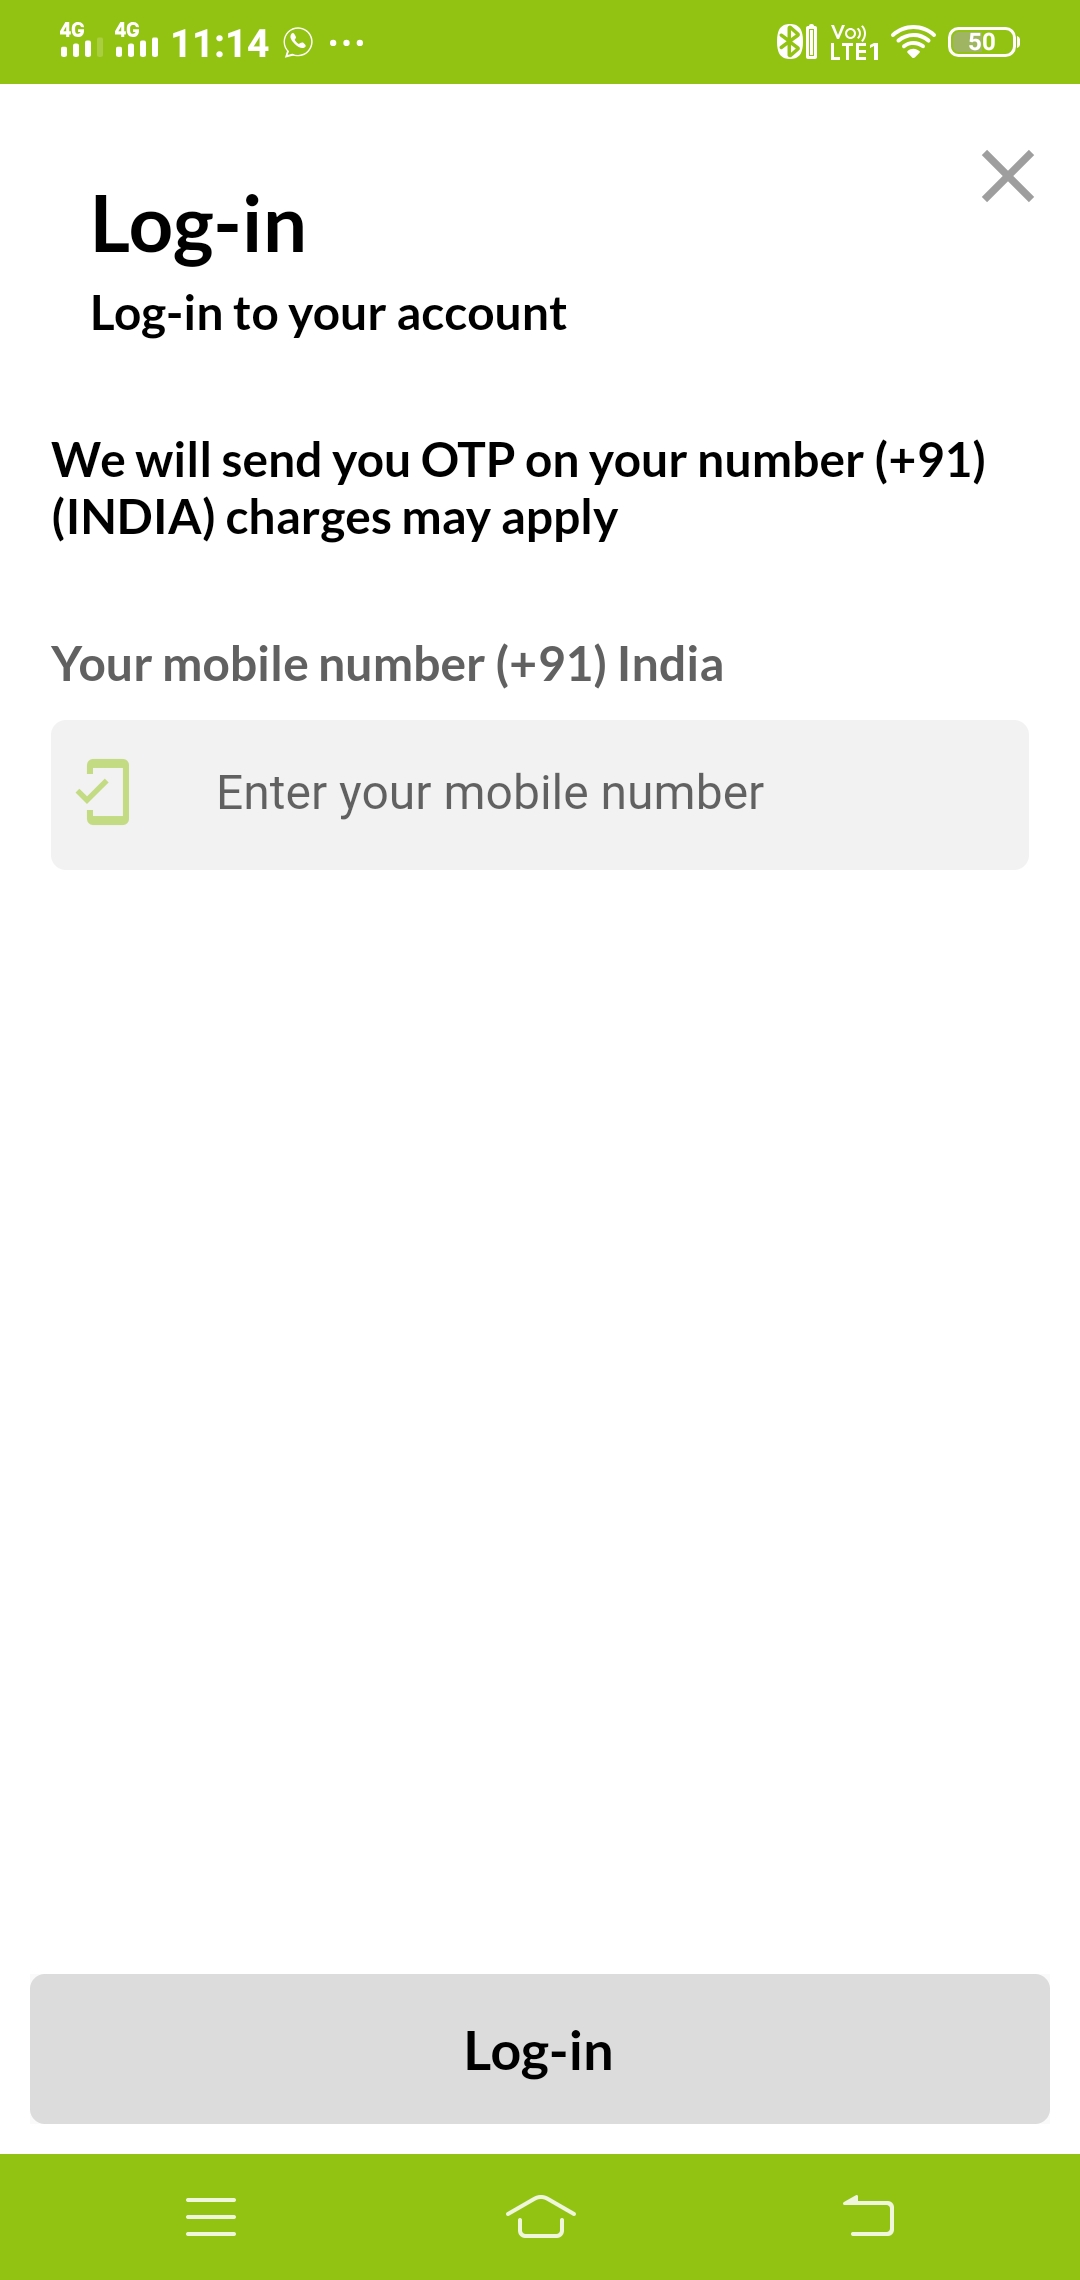 4G 4G 11:14 ... Vo)) LTE1 50
Log-in
Log-in to your account
We will send you OTP on your number (+91)
(INDIA) charges may apply
Your mobile number (+91) India
Enter your mobile number
Log-in